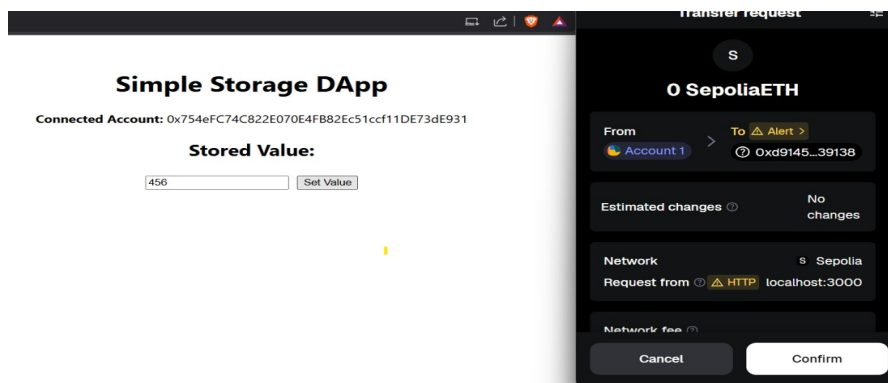 Transfer request
S
0 SepoliaETH
Simple Storage DApp
Connected Account: 0x754eFC74C822E070E4FB82Ec51ccf11DE73dE931
Stored Value:
456 Set Value
From To Alert >
Account 1 > 0xd9145...39138
Estimated changes No changes
Network S Sepolia
Request from HTTP localhost:3000
Network fee
Cancel Confirm